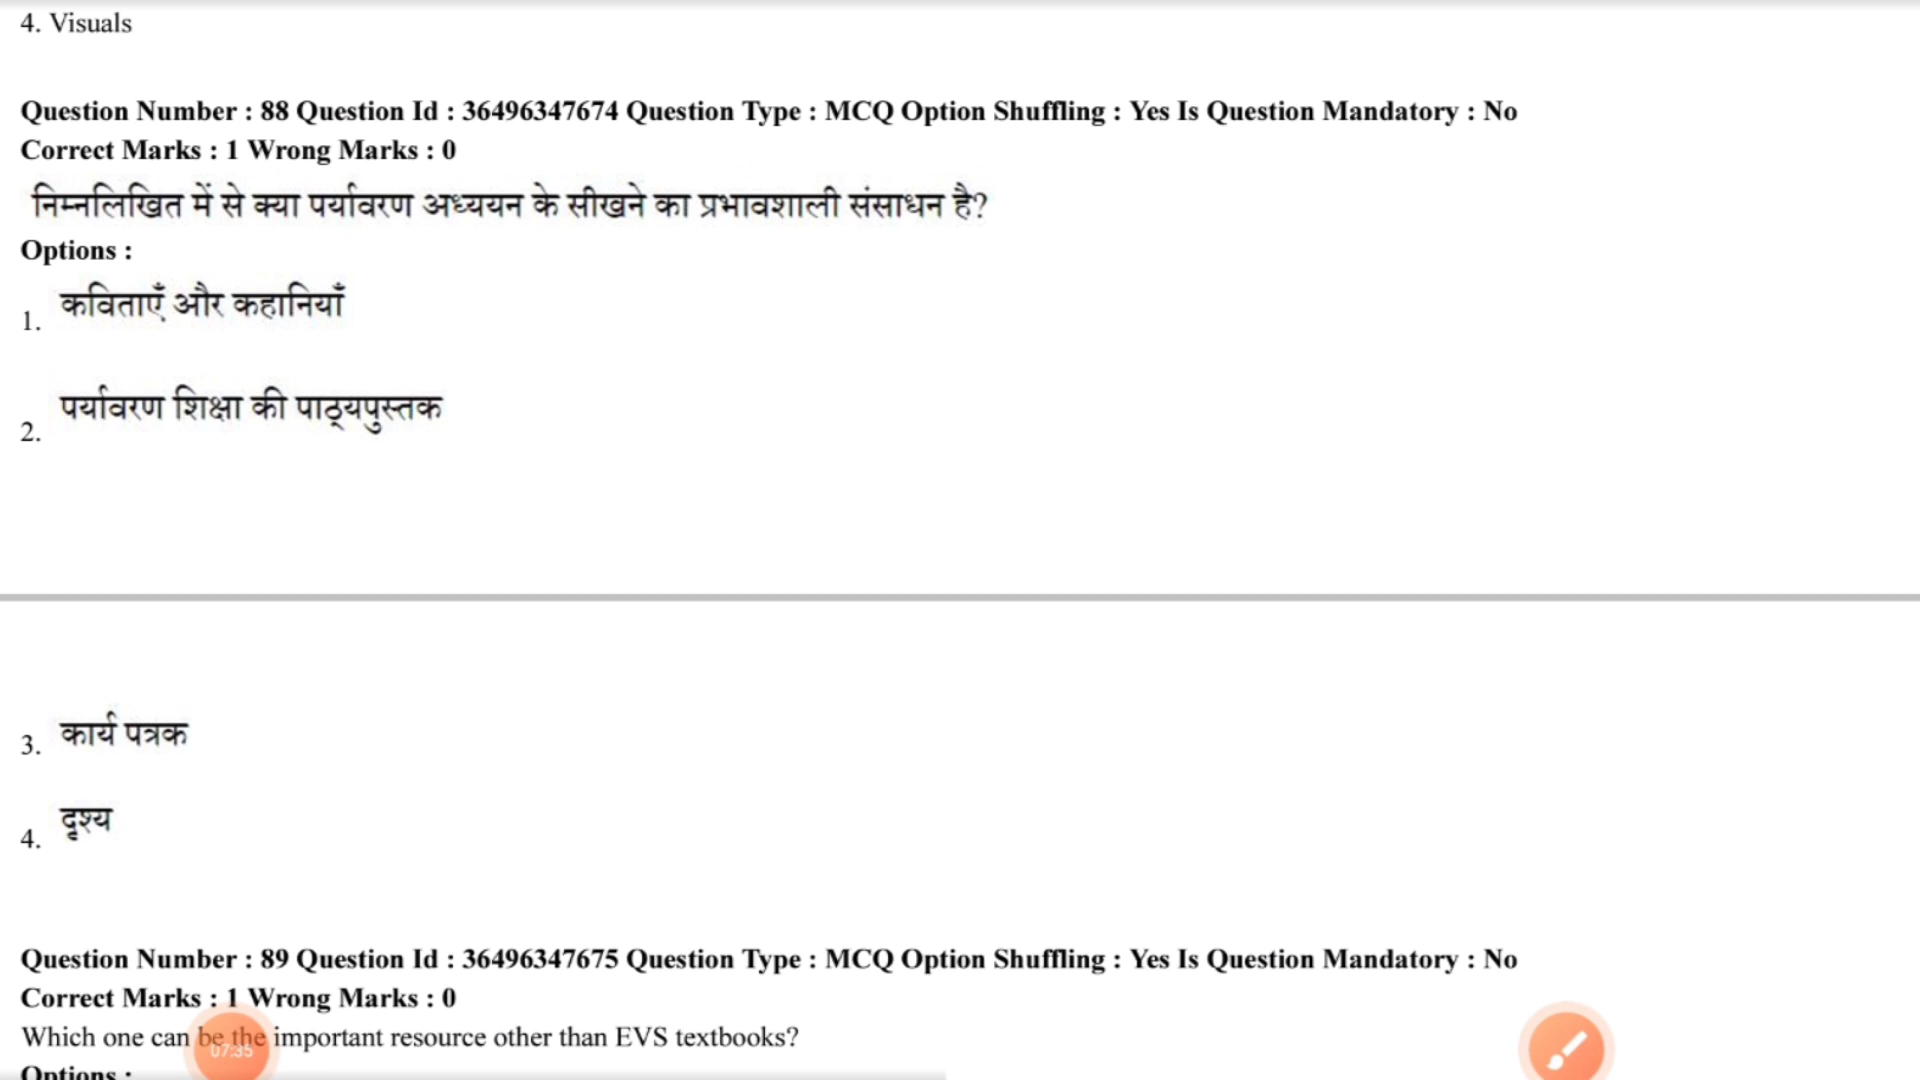 4. Visuals
Question Number : 88 Question Id : 36496347674 Question Type : MCQ Option Shuffling : Yes Is Question Mandatory : No
Correct Marks : 1 Wrong Marks : 0
निम्नलिखित में से क्या पर्यावरण अध्ययन के सीखने का प्रभावशाली संसाधन है?
Options :
1. कविताएँ और कहानियाँ
2. पर्यावरण शिक्षा की पाठ्यपुस्तक
3. कार्य पत्रक
4. दृश्य
Question Number : 89 Question Id : 36496347675 Question Type : MCQ Option Shuffling : Yes Is Question Mandatory : No
Correct Marks : 1 Wrong Marks : 0
Which one can be the important resource other than EVS textbooks?
07:35
Options :